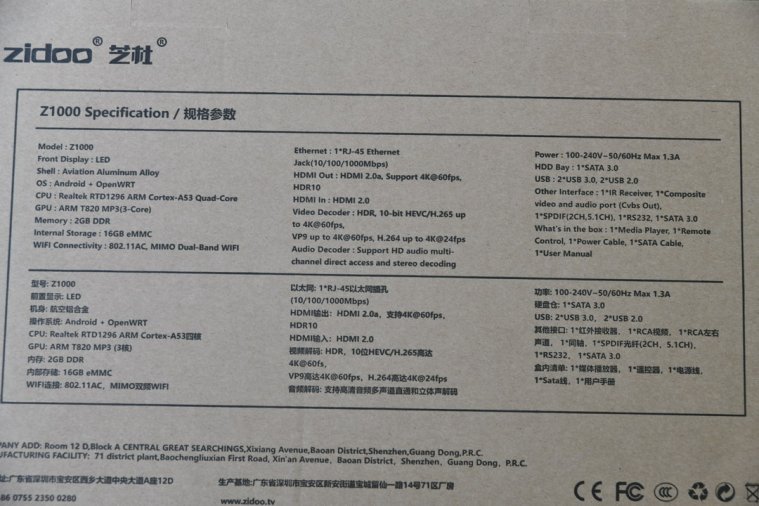 zidoo® 芝杜®
Z1000 Specification / 规格参数
Model : Z1000
Front Display : LED
Shell : Aviation Aluminum Alloy
OS : Android + OpenWRT
CPU : Realtek RTD1296 ARM Cortex-A53 Quad-Core
GPU : ARM T820 MP3(3-Core)
Memory : 2GB DDR
Internal Storage : 16GB eMMC
WIFI Connectivity : 802.11AC, MIMO Dual-Band WIFI
Ethernet : 1*RJ-45 Ethernet
Jack(10/100/1000Mbps)
HDMI Out : HDMI 2.0a, Support 4K@60fps,
HDR10
HDMI In : HDMI 2.0
Video Decoder : HDR, 10-bit HEVC/H.265 up
to 4K@60fps,
VP9 up to 4K@60fps, H.264 up to 4K@24fps
Audio Decoder : Support HD audio multi-
channel direct access and stereo decoding
Power : 100-240V~50/60Hz Max 1.3A
HDD Bay : 1*SATA 3.0
USB : 2*USB 3.0, 2*USB 2.0
Other Interface : 1*IR Receiver, 1*Composite
video and audio port (Cvbs Out),
1*SPDIF(2CH,5.1CH), 1*RS232, 1*SATA 3.0
What's in the box : 1*Media Player, 1*Remote
Control, 1*Power Cable, 1*SATA Cable,
1*User Manual
型号: Z1000
前置显示: LED
机身: 航空铝合金
操作系统: Android + OpenWRT
CPU: Realtek RTD1296 ARM Cortex-A53四核
GPU: ARM T820 MP3 (3核)
内存: 2GB DDR
内部存储: 16GB eMMC
WIFI连接: 802.11AC，MIMO双频WIFI
以太网: 1*RJ-45以太网插孔
(10/100/1000Mbps)
HDMI输出： HDMI 2.0a，支持4K@60fps，
HDR10
HDMI输入： HDMI 2.0
视频解码: HDR，10位HEVC/H.265高达
4K@60fs,
VP9高达4K@60fps，H.264高达4K@24fps
音频解码: 支持高清音频多声道直通和立体声解码
功率: 100-240V~50/60Hz Max 1.3A
硬盘仓: 1*SATA 3.0
USB: 2*USB 3.0， 2*USB 2.0
其他接口: 1*红外接收器， 1*RCA视频， 1*RCA左右
声道， 1*同轴， 1*SPDIF光纤(2CH、5.1CH)，
1*RS232， 1*SATA 3.0
盒内清单: 1*媒体播放器， 1*遥控器， 1*电源线，
1*Sata线， 1*用户手册
PANY ADD: Room 12 D,Block A CENTRAL GREAT SEARCHINGS,Xixiang Avenue,Baoan District,Shenzhen,Guang Dong,P.R.C.
UFACTURING FACILITY: 71 district plant,Baochengliuxian First Road, Xin'an Avenue，Baoan District，Shenzhen，Guang Dong，P.R.C.
址:广东省深圳市宝安区西乡大道中央大道A座12D
生产基地:广东省深圳市宝安区新安街道宝城留仙一路14号71区厂房
86 0755 2350 0280
www.zidoo.tv
CE FC CCC